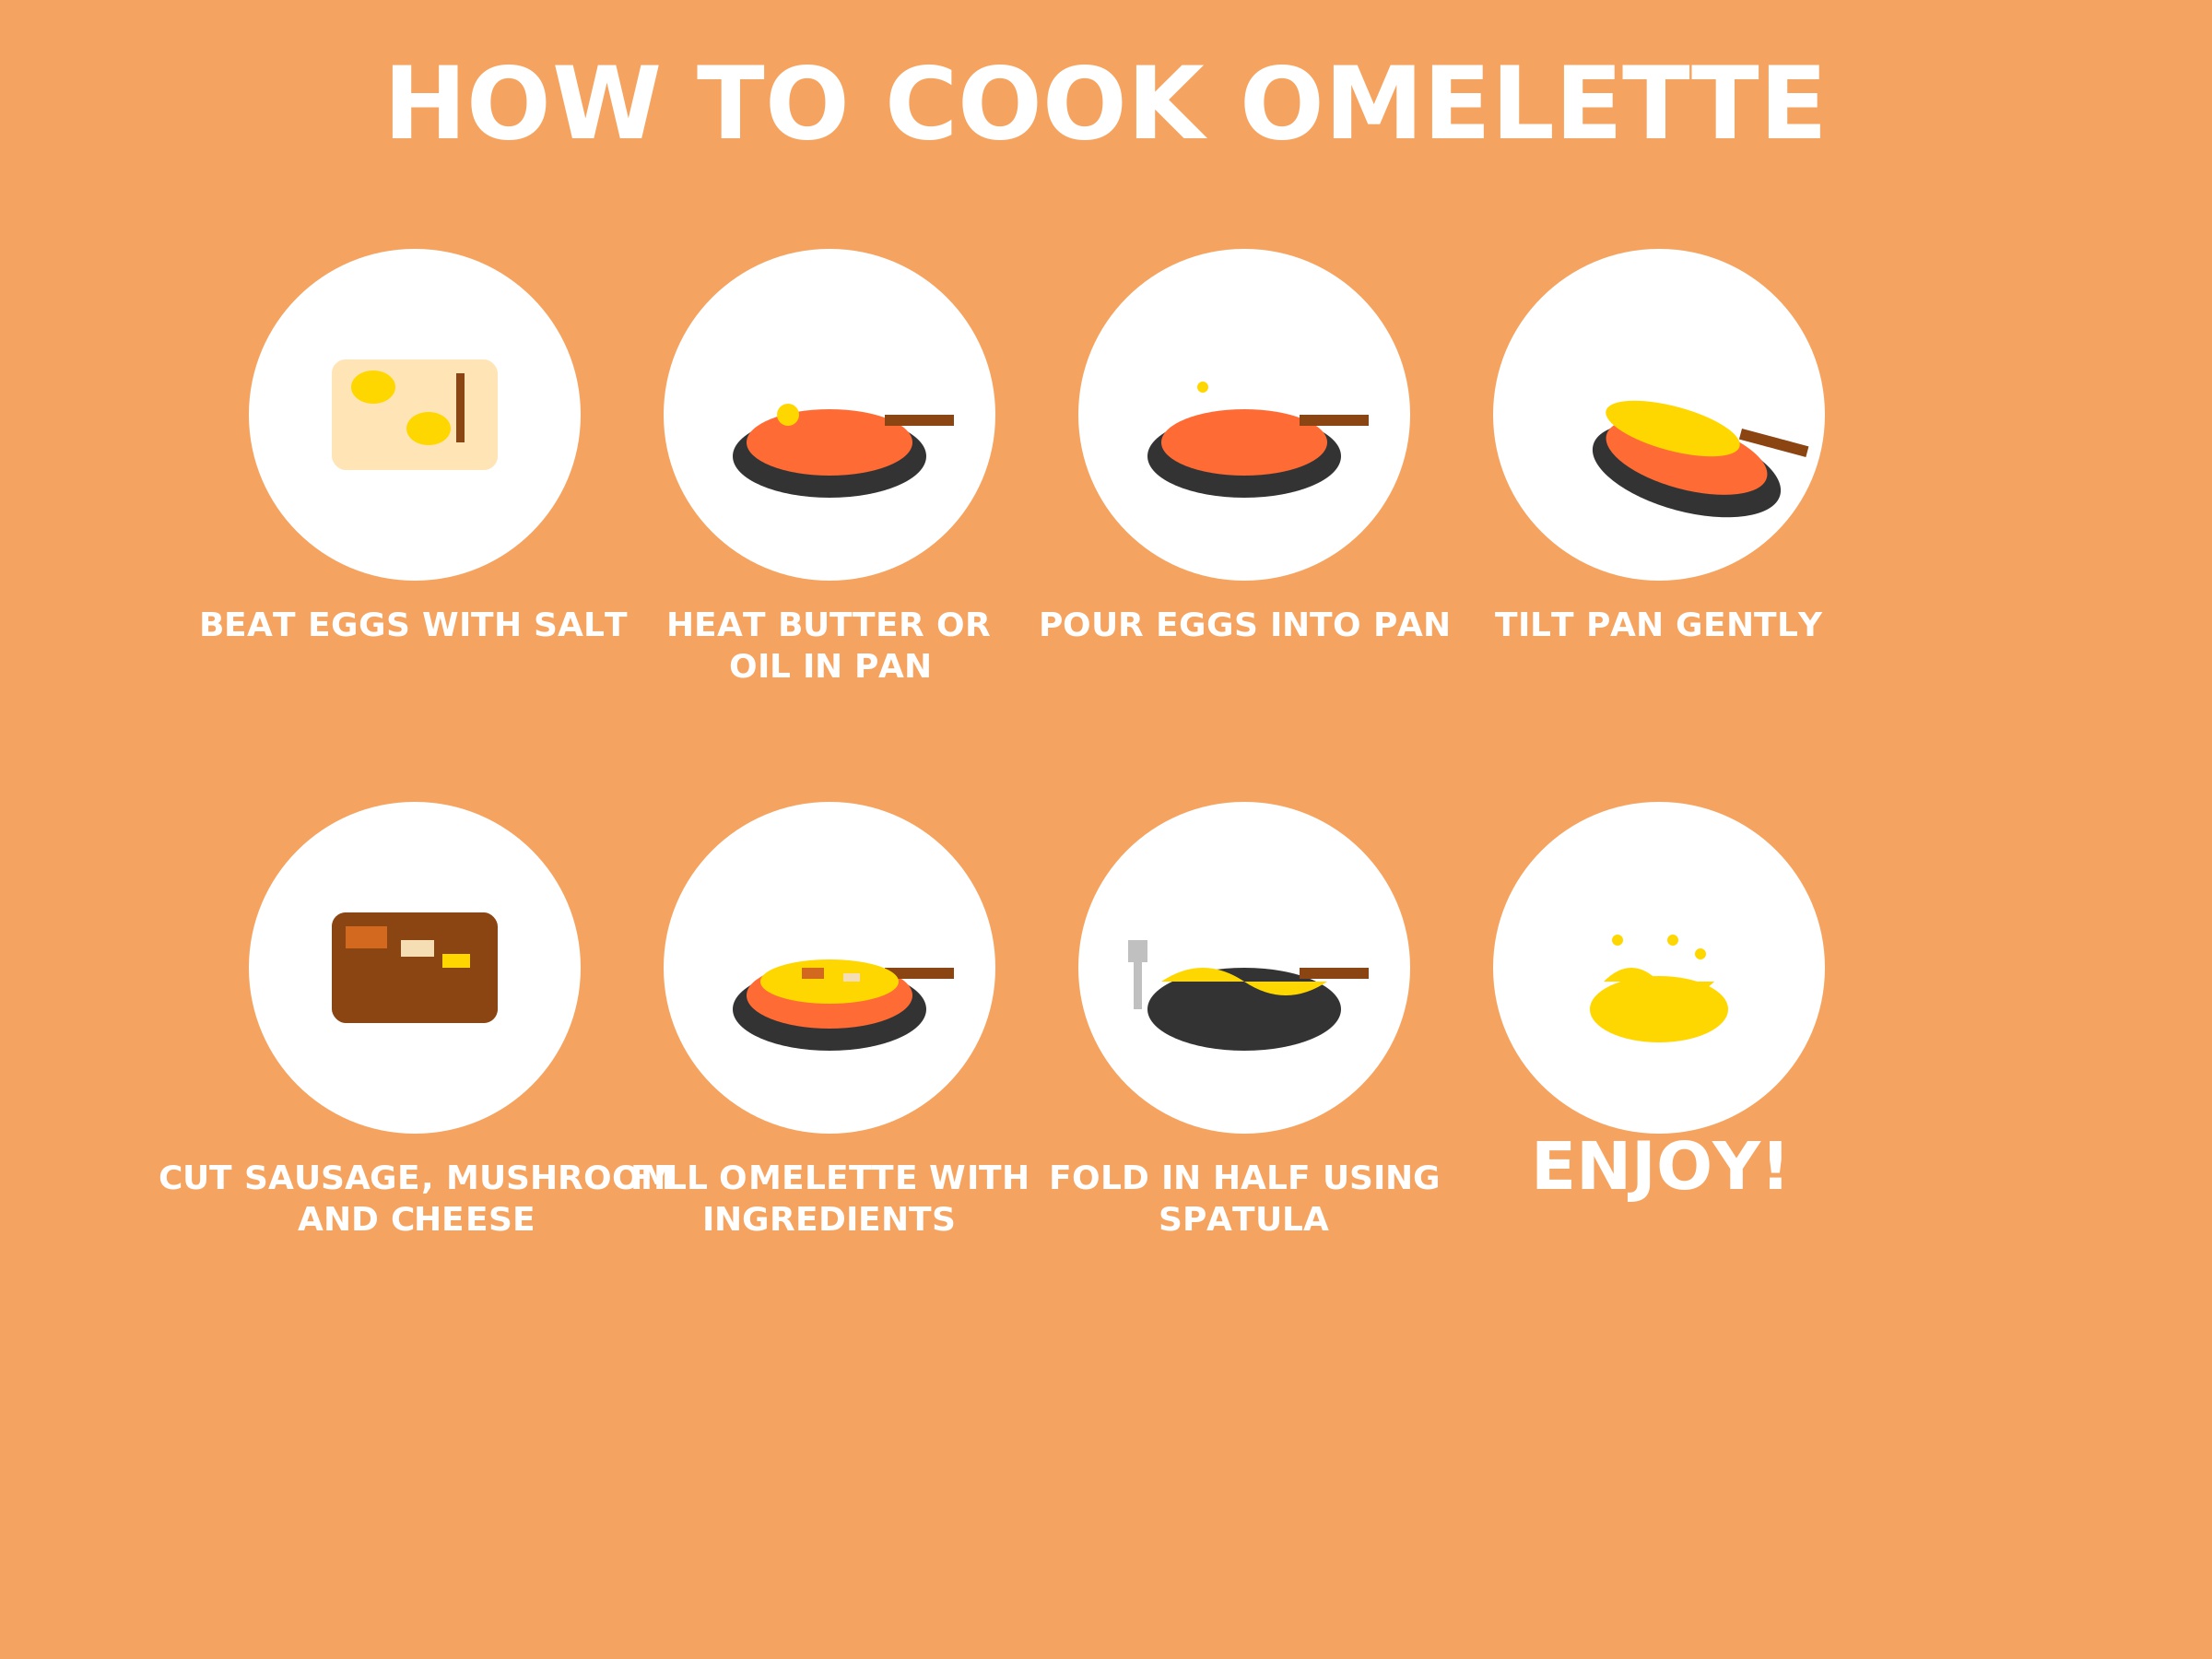 HOW TO COOK OMELETTE
BEAT EGGS WITH SALT
HEAT BUTTER OR
OIL IN PAN
POUR EGGS INTO PAN
TILT PAN GENTLY
CUT SAUSAGE, MUSHROOM
AND CHEESE
FILL OMELETTE WITH
INGREDIENTS
FOLD IN HALF USING
SPATULA
ENJOY!